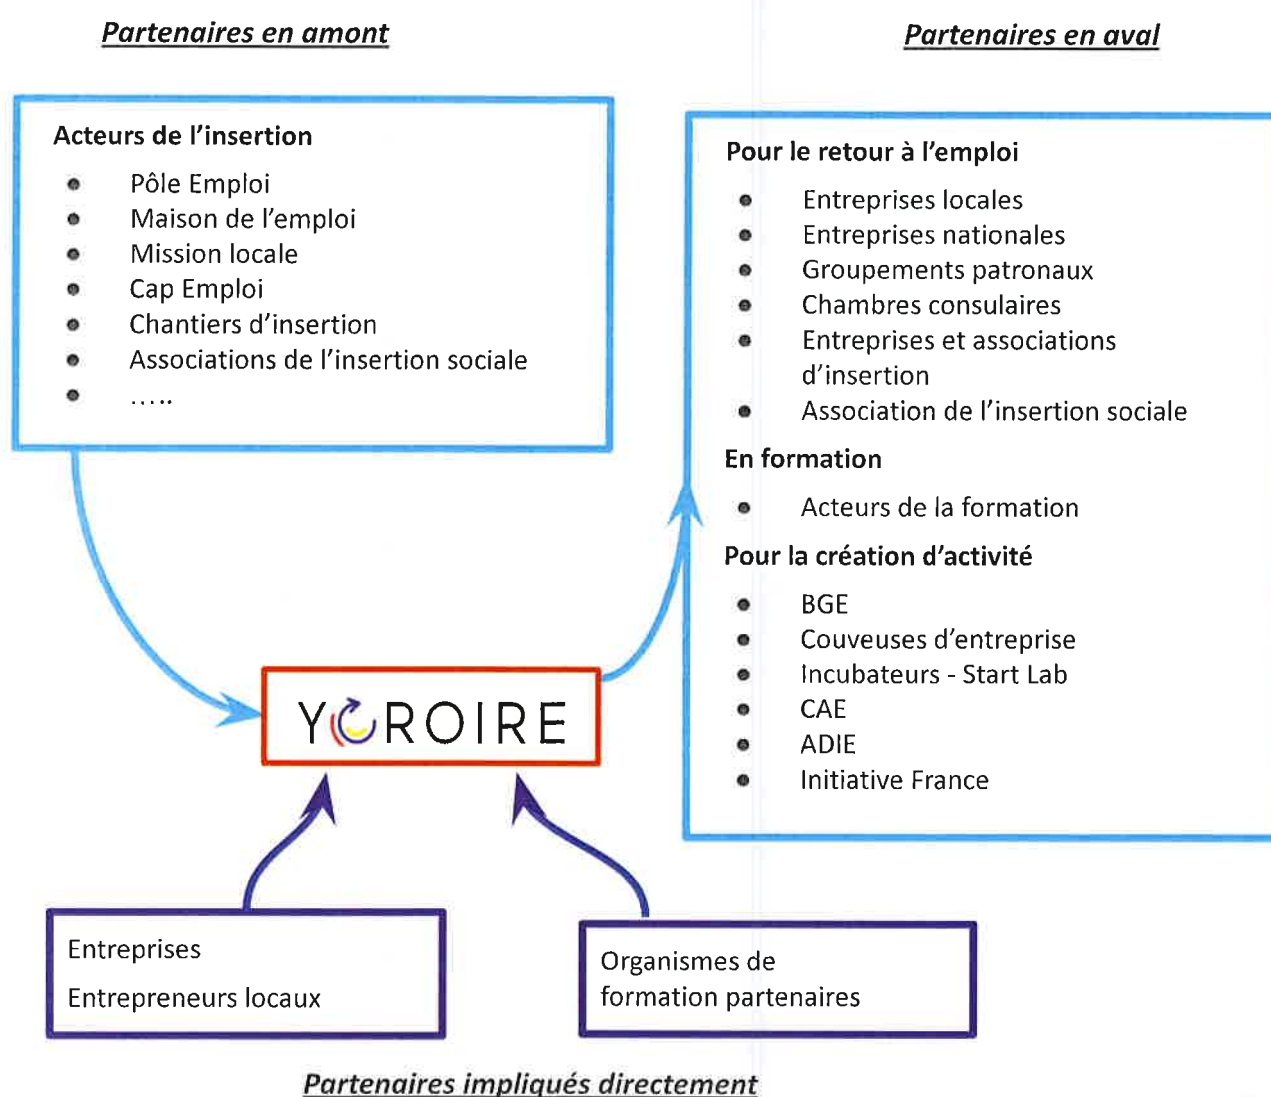 Partenaires en amont
Acteurs de l'insertion
• Pôle Emploi
• Maison de l'emploi
• Mission locale
• Cap Emploi
• Chantiers d'insertion
• Associations de l'insertion sociale
• …..
Partenaires en aval
Pour le retour à l'emploi
• Entreprises locales
• Entreprises nationales
• Groupements patronaux
• Chambres consulaires
• Entreprises et associations
d'insertion
• Association de l'insertion sociale
En formation
• Acteurs de la formation
Pour la création d'activité
• BGE
• Couveuses d'entreprise
• Incubateurs - Start Lab
• CAE
• ADIE
• Initiative France
YCROIRE
Entreprises
Entrepreneurs locaux
Organismes de
formation partenaires
Partenaires impliqués directement